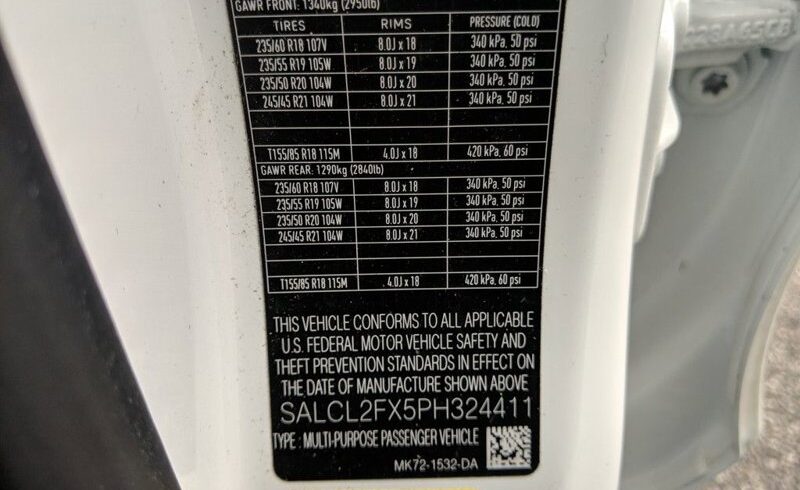 GAWR FRONT: 1340kg (2950lb)
TIRES RIMS PRESSURE (COLD)
235/60 R18 107V 8.0J x 18 340 kPa, 50 psi
235/55 R19 105W 8.0J x 19 340 kPa, 50 psi
235/50 R20 104W 8.0J x 20 340 kPa, 50 psi
245/45 R21 104W 8.0J x 21 340 kPa, 50 psi
T155/85 R18 115M 4.0J x 18 420 kPa, 60 psi
GAWR REAR: 1290kg (2840lb)
235/60 R18 107V 8.0J x 18 340 kPa, 50 psi
235/55 R19 105W 8.0J x 19 340 kPa, 50 psi
235/50 R20 104W 8.0J x 20 340 kPa, 50 psi
245/45 R21 104W 8.0J x 21 340 kPa, 50 psi
T155/85 R18 115M 4.0J x 18 420 kPa, 60 psi
THIS VEHICLE CONFORMS TO ALL APPLICABLE
U.S. FEDERAL MOTOR VEHICLE SAFETY AND
THEFT PREVENTION STANDARDS IN EFFECT ON
THE DATE OF MANUFACTURE SHOWN ABOVE
SALCL2FX5PH324411
TYPE : MULTI-PURPOSE PASSENGER VEHICLE
MK72-1532-DA